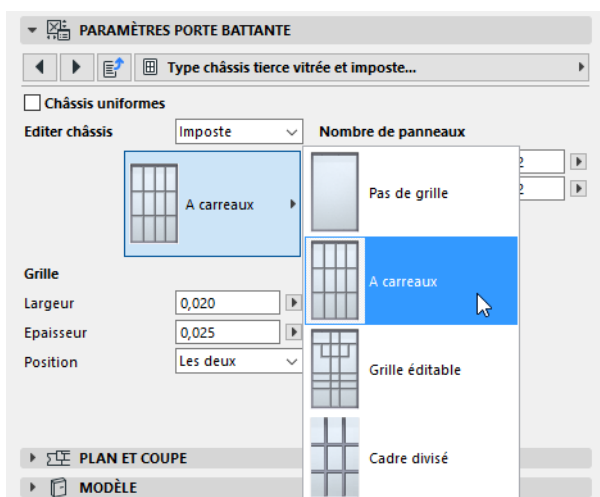 PARAMÈTRES PORTE BATTANTE
Type châssis tierce vitrée et imposte...
Châssis uniformes
Editer châssis Imposte Nombre de panneaux
A carreaux
Pas de grille
A carreaux
Grille éditable
Cadre divisé
Grille
Largeur 0,020
Epaisseur 0,025
Position Les deux
PLAN ET COUPE
MODÈLE